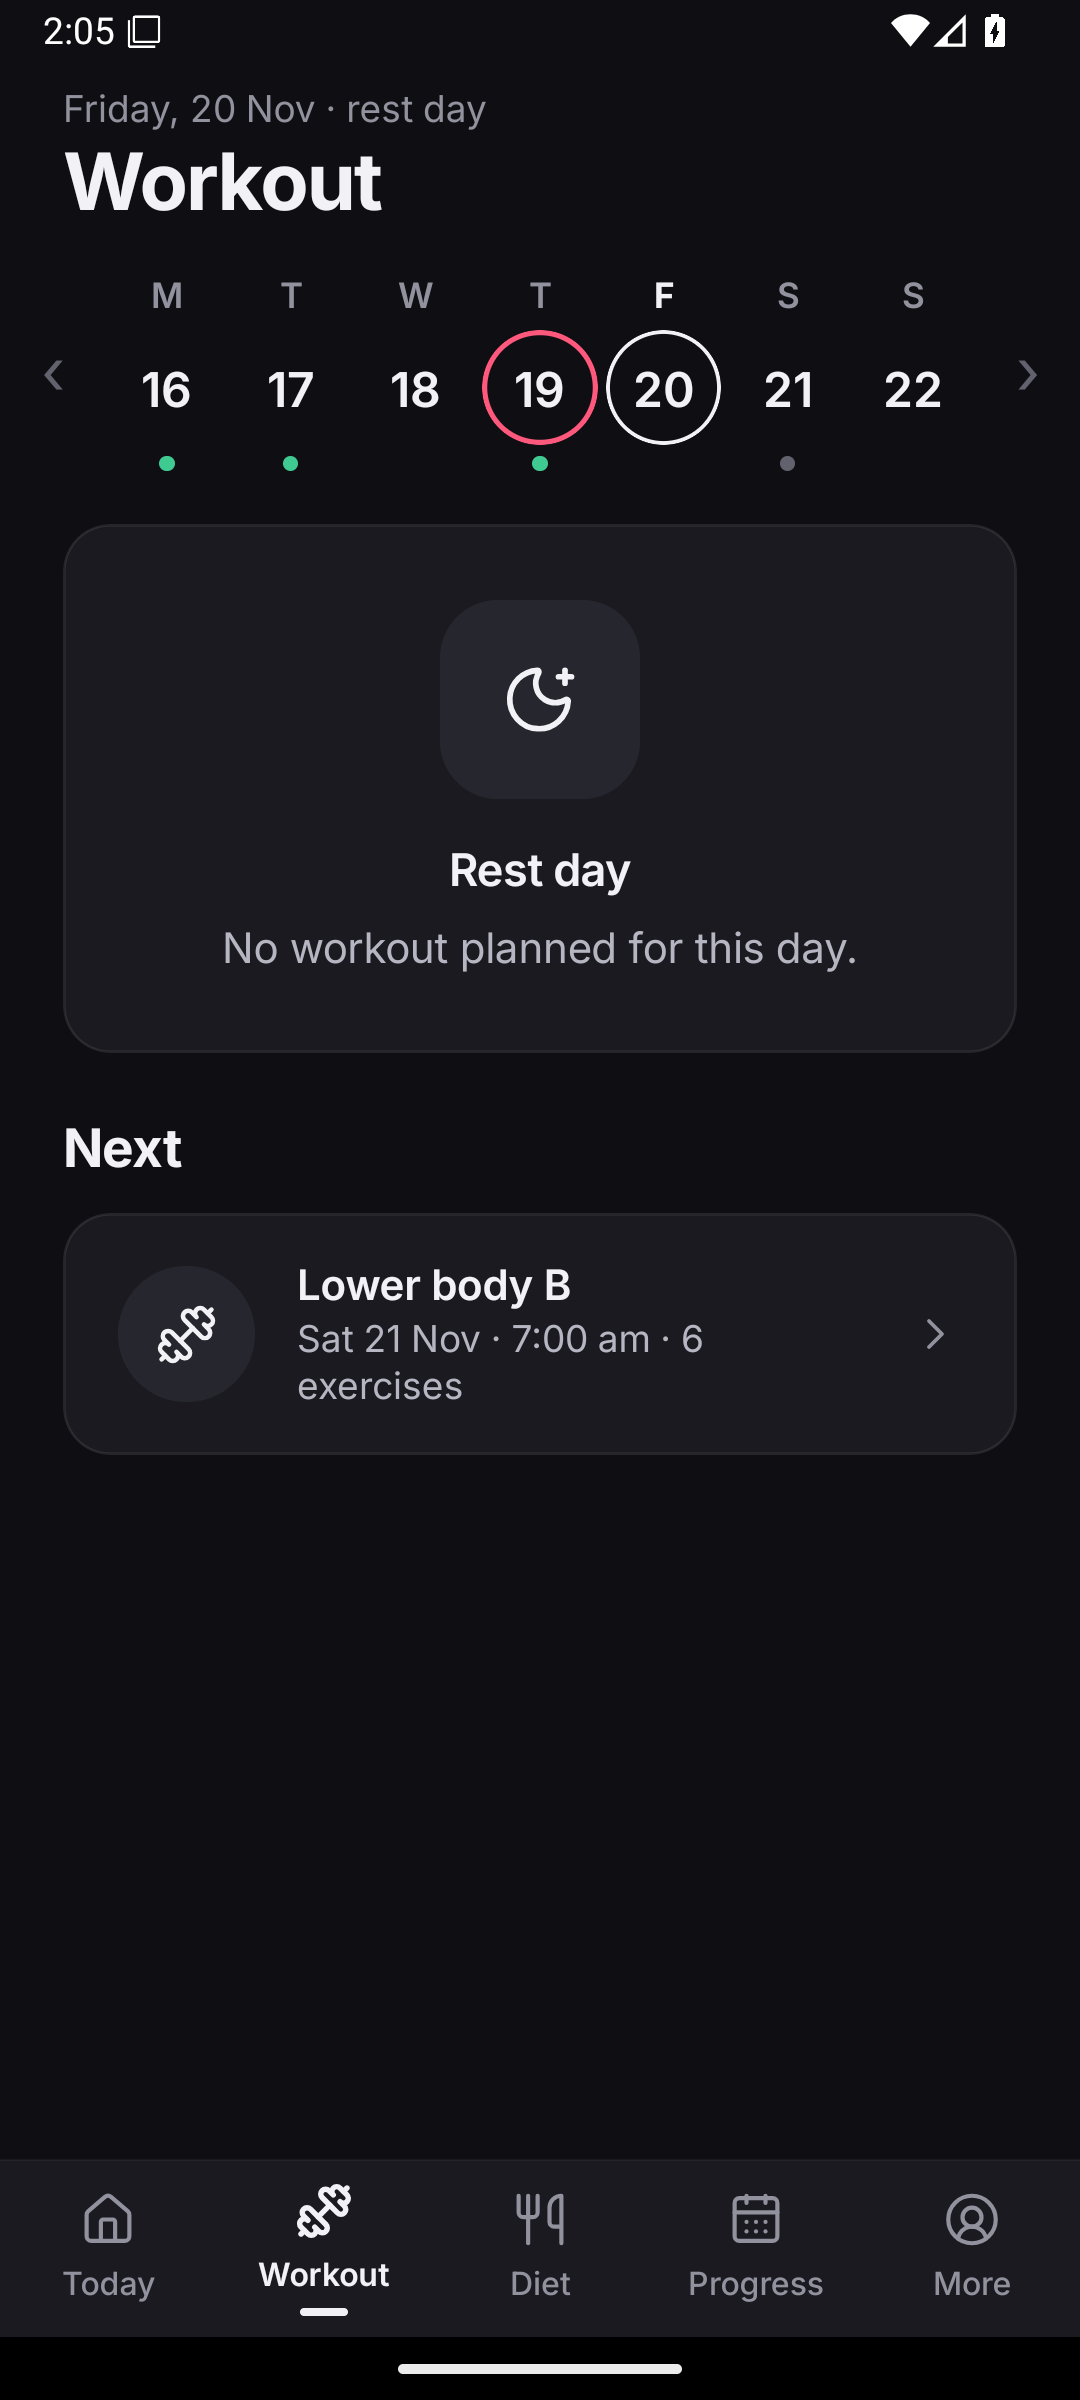 2:05
Friday, 20 Nov · rest day
Workout
M T W T F S S
16 17 18 19 20 21 22
Rest day
No workout planned for this day.
Next
Lower body B
Sat 21 Nov · 7:00 am · 6
exercises
Today Workout Diet Progress More